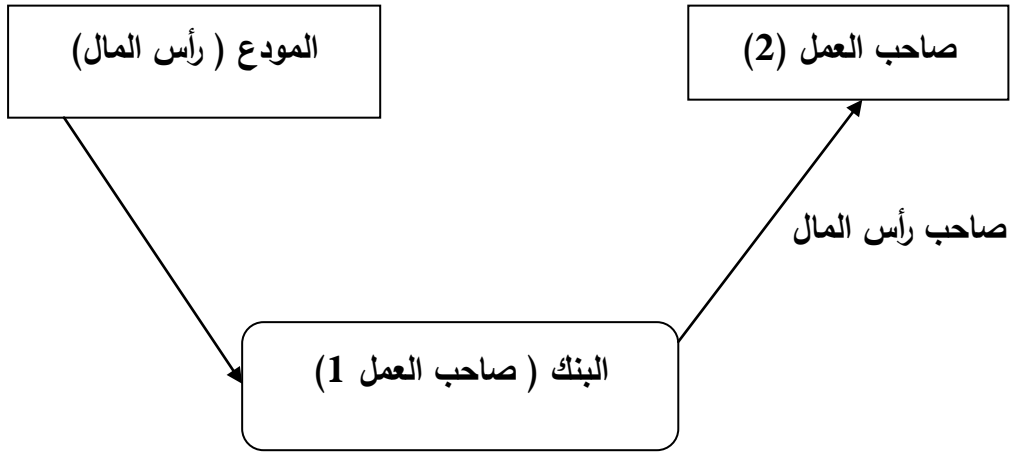 صاحب العمل (2)
المودع ( رأس المال)
صاحب رأس المال
البنك ( صاحب العمل 1)